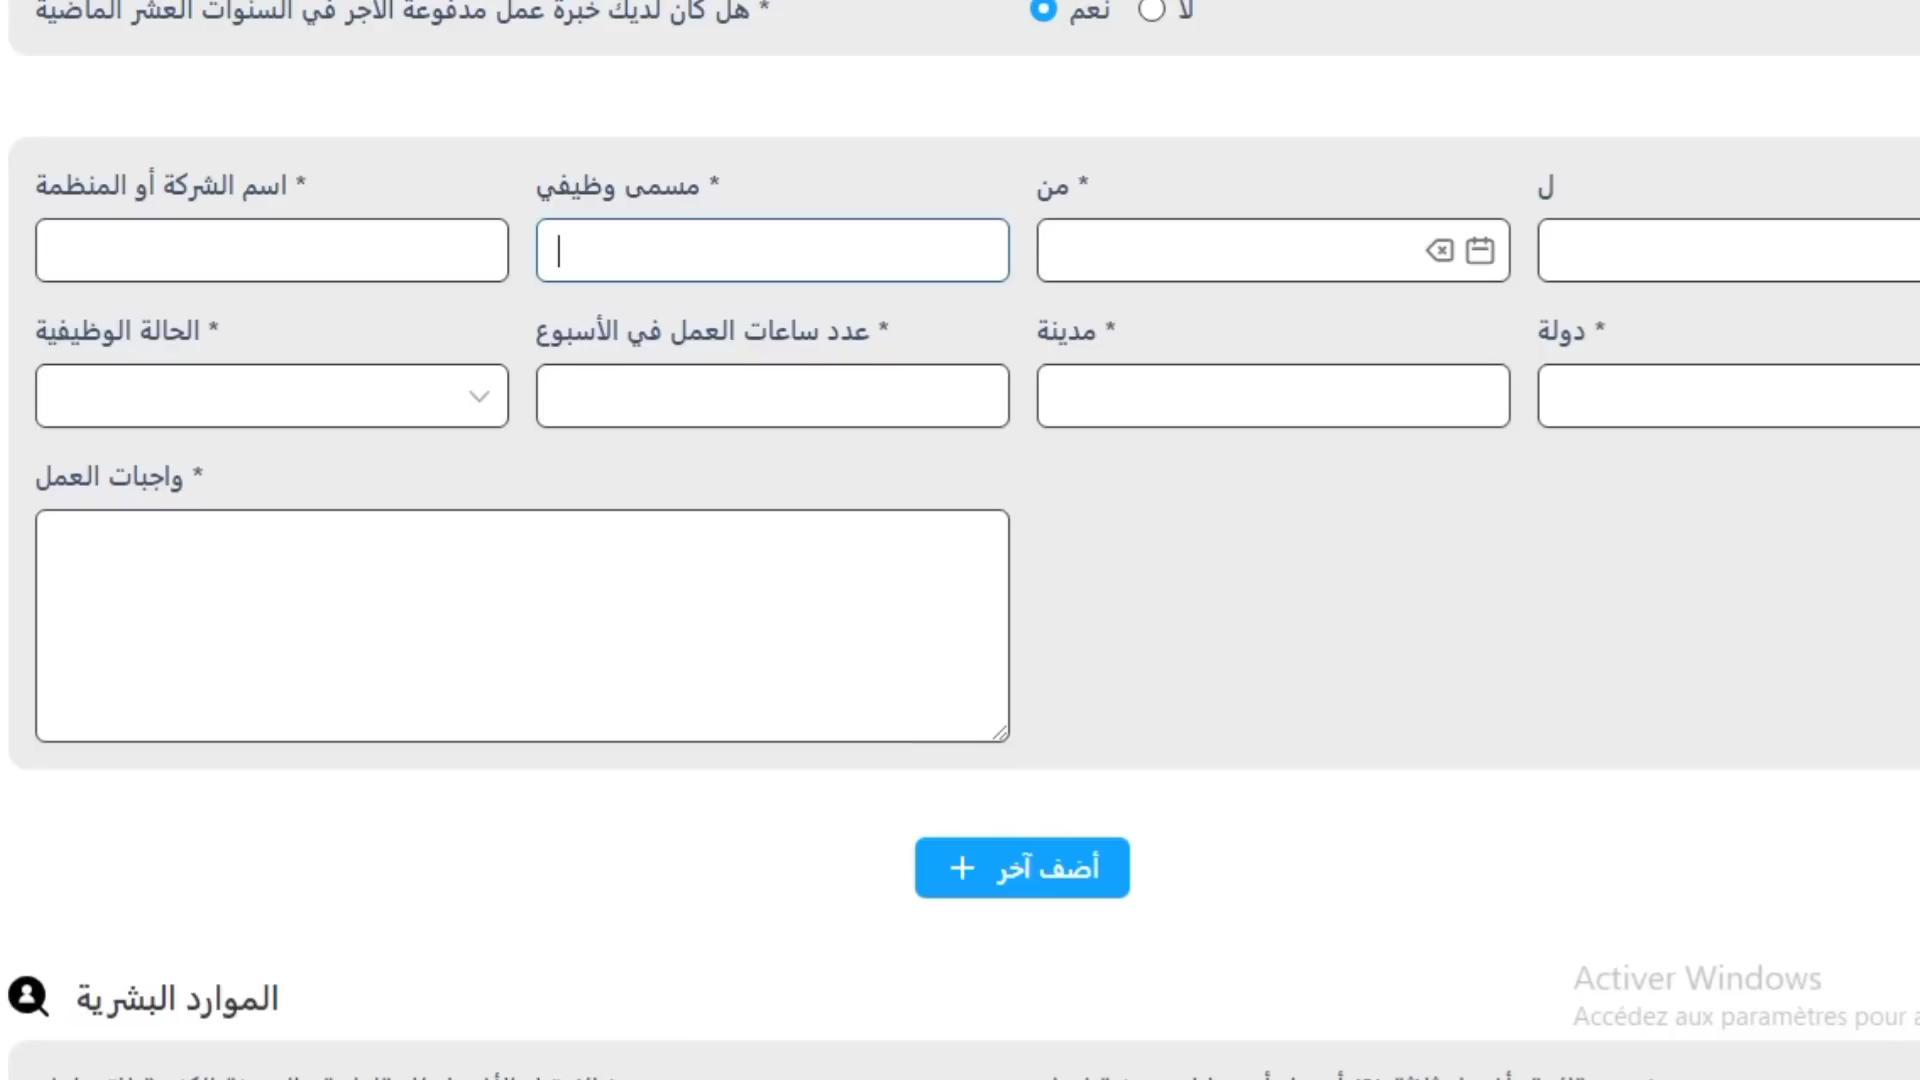 * هل كان لديك خبرة عمل مدفوعة الأجر في السنوات العشر الماضية
نعم
لا
* اسم الشركة أو المنظمة
* مسمى وظيفي
* من
ل
* الحالة الوظيفية
* عدد ساعات العمل في الأسبوع
* مدينة
* دولة
* واجبات العمل
أضف آخر +
الموارد البشرية
Activer Windows
Accédez aux paramètres pour a